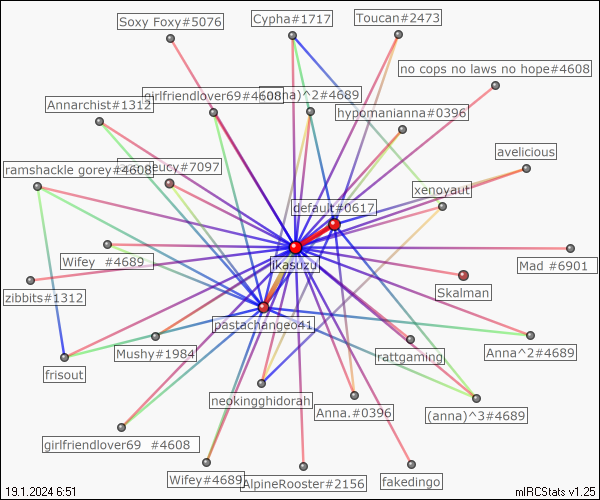 Soxy Foxy#5076
Cypha#1717
Toucan#2473
no cops no laws no hope#4608
girlfriendlover69#4608
)^2#4689
Annarchist#1312
hypomanianna#0396
avelicious
ramshackle gorey#4608
#7097
xenoyaut
default#0617
ikasuzu
Wifey  #4689
Mad #6901
Skalman
zibbits#1312
pastachange041
Mushy#1984
rattgaming
Anna^2#4689
frisout
neokingghidorah
Anna.#0396
(anna)^3#4689
girlfriendlover69  #4608
Wifey#4689
AlpineRooster#2156
fakedingo
19.1.2024 6:51
mIRCStats v1.25